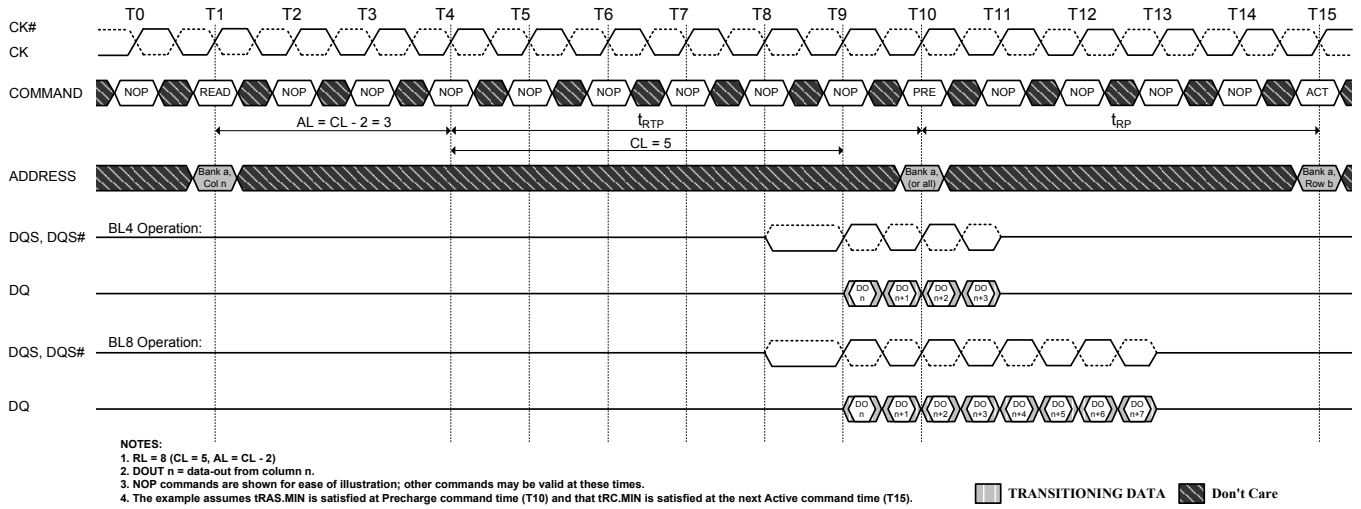 T0 T1 T2 T3 T4 T5 T6 T7 T8 T9 T10 T11 T12 T13 T14 T15
CK#
CK
COMMAND NOP READ NOP NOP NOP NOP NOP NOP NOP NOP PRE NOP NOP NOP NOP ACT
AL = CL - 2 = 3 tRTP tRP
CL = 5
ADDRESS Bank a, Col n Bank a, (or all) Bank a, Row b
DQS, DQS# BL4 Operation:
DQ DO n DO n+1 DO n+2 DO n+3
DQS, DQS# BL8 Operation:
DQ DO n DO n+1 DO n+2 DO n+3 DO n+4 DO n+5 DO n+6 DO n+7
NOTES:
1. RL = 8 (CL = 5, AL = CL - 2)
2. DOUT n = data-out from column n.
3. NOP commands are shown for ease of illustration; other commands may be valid at these times.
4. The example assumes tRAS.MIN is satisfied at Precharge command time (T10) and that tRC.MIN is satisfied at the next Active command time (T15).
TRANSITIONING DATA Don't Care